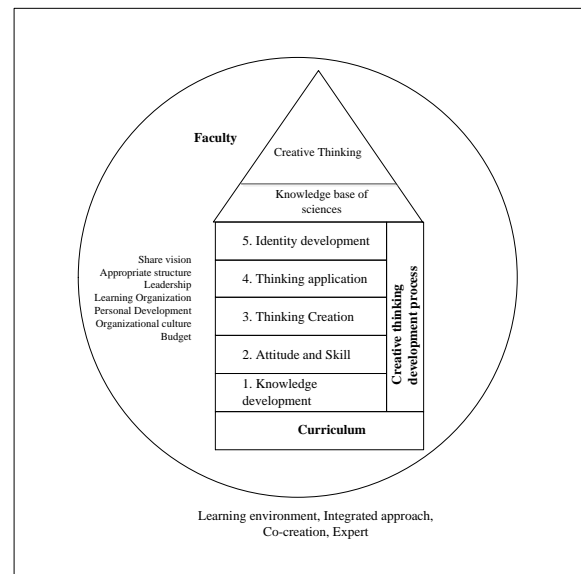 Faculty
Creative Thinking
Knowledge base of
sciences
Share vision
Appropriate structure
Leadership
Learning Organization
Personal Development
Organizational culture
Budget
5. Identity development
4. Thinking application
3. Thinking Creation
2. Attitude and Skill
1. Knowledge
development
Creative thinking
development process
Curriculum
Learning environment, Integrated approach,
Co-creation, Expert